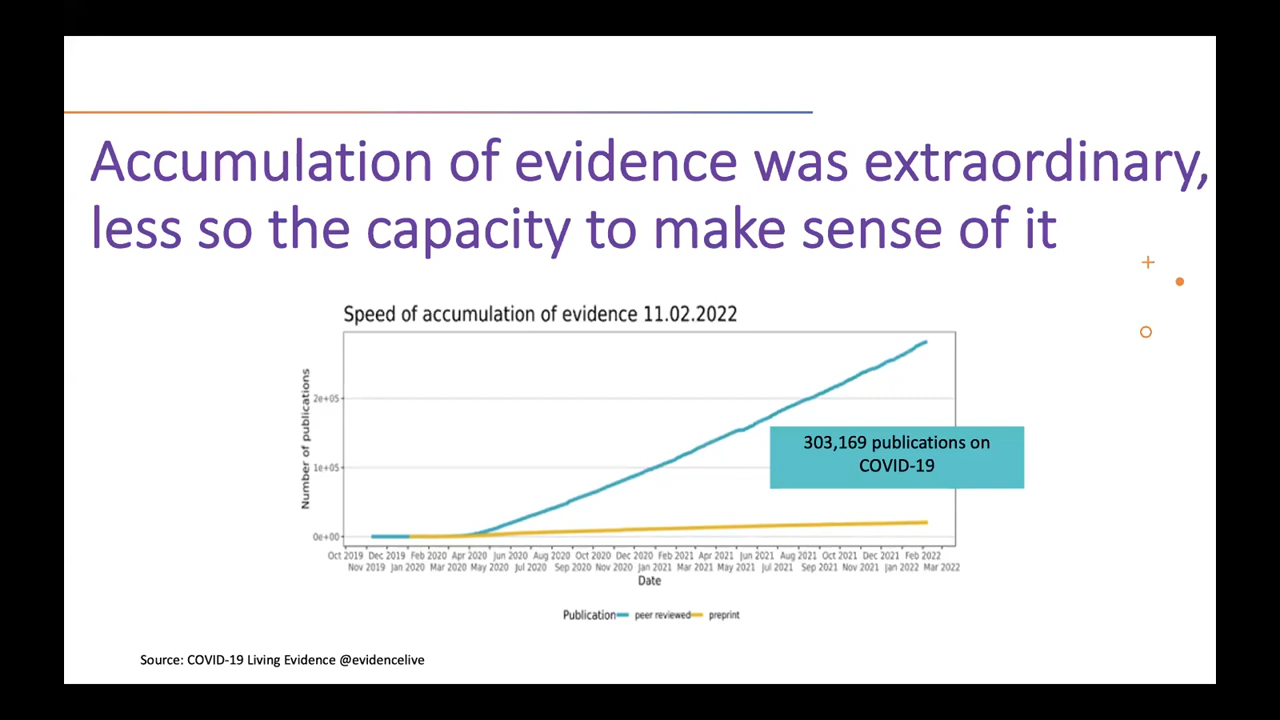 Accumulation of evidence was extraordinary,
less so the capacity to make sense of it
Speed of accumulation of evidence 11.02.2022
Number of publications
2e+05
1e+05
0e+00
303,169 publications on
COVID-19
Oct 2019 Dec 2019 Feb 2020 Apr 2020 Jun 2020 Aug 2020 Oct 2020 Dec 2020 Feb 2021 Apr 2021 Jun 2021 Aug 2021 Oct 2021 Dec 2021 Feb 2022
Nov 2019 Jan 2020 Mar 2020 May 2020 Jul 2020 Sep 2020 Nov 2020 Jan 2021 Mar 2021 May 2021 Jul 2021 Sep 2021 Nov 2021 Jan 2022 Mar 2022
Date
Publication peer reviewed preprint
Source: COVID-19 Living Evidence @evidencelive